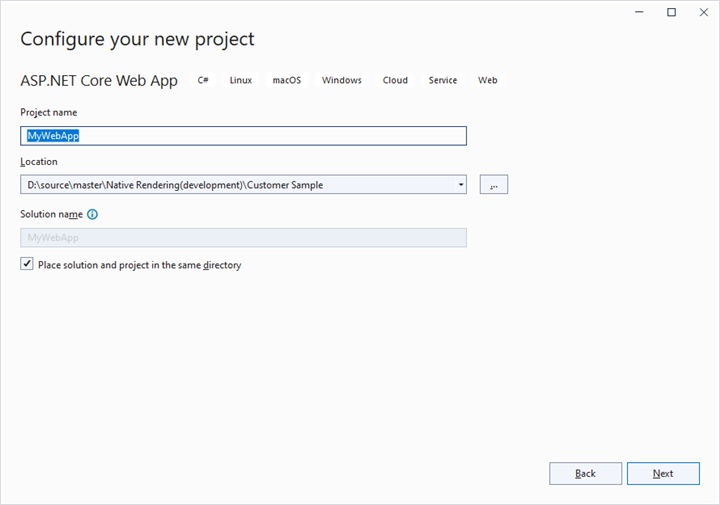 Configure your new project
ASP.NET Core Web App C# Linux macOS Windows Cloud Service Web
Project name
MyWebApp
Location
D:\source\master\Native Rendering(development)\Customer Sample
...
Solution name
MyWebApp
Place solution and project in the same directory
Back Next